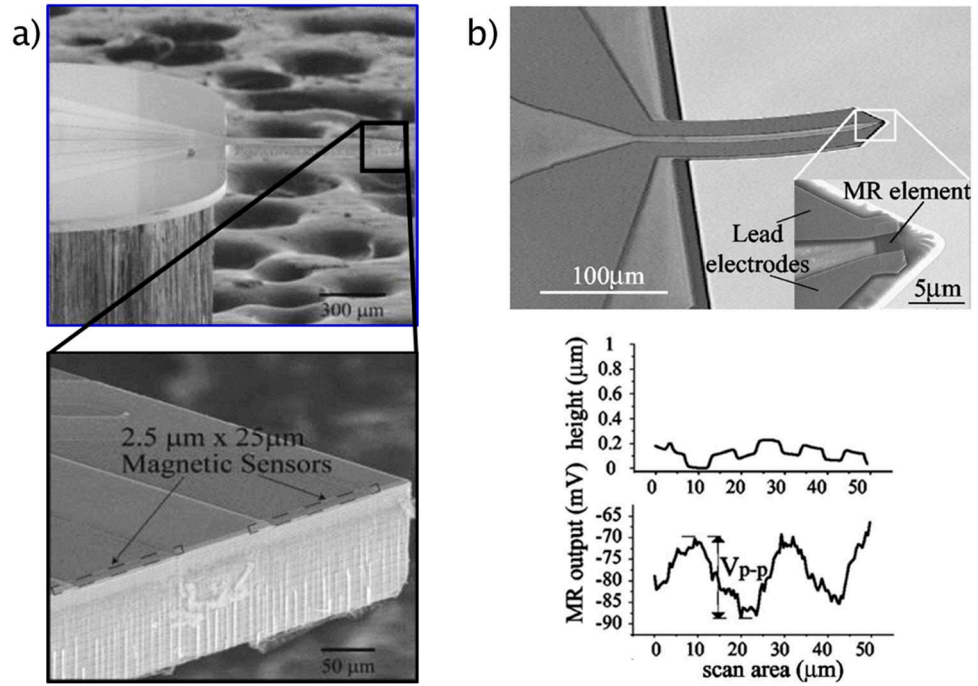 a)
300 μm
2.5 μm x 25μm
Magnetic Sensors
50 μm
b)
MR element
Lead
electrodes
100μm
5μm
height (μm)
1
0.8
0.6
0.4
0.2
0
0 10 20 30 40 50
MR output (mV)
-65
-70
-75
-80
-85
-90
Vp-p
0 10 20 30 40 50
scan area (μm)